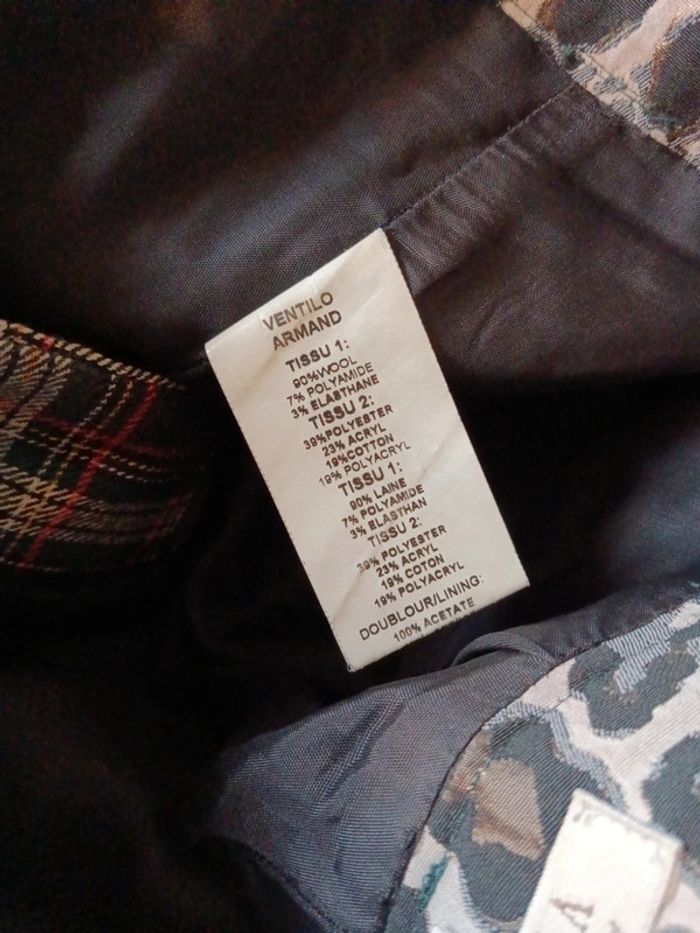 VENTILO
ARMAND
TISSU 1:
90%WOOL
7% POLYAMIDE
3% ELASTHANE
TISSU 2:
39%POLYESTER
23% ACRYL
19%COTTON
19% POLYACRYL
TISSU 1:
90% LAINE
7% POLYAMIDE
3% ELASTHAN
TISSU 2:
39% POLYESTER
23% ACRYL
19% COTON
19% POLYACRYL
DOUBLOUR/LINING:
100% ACETATE
A